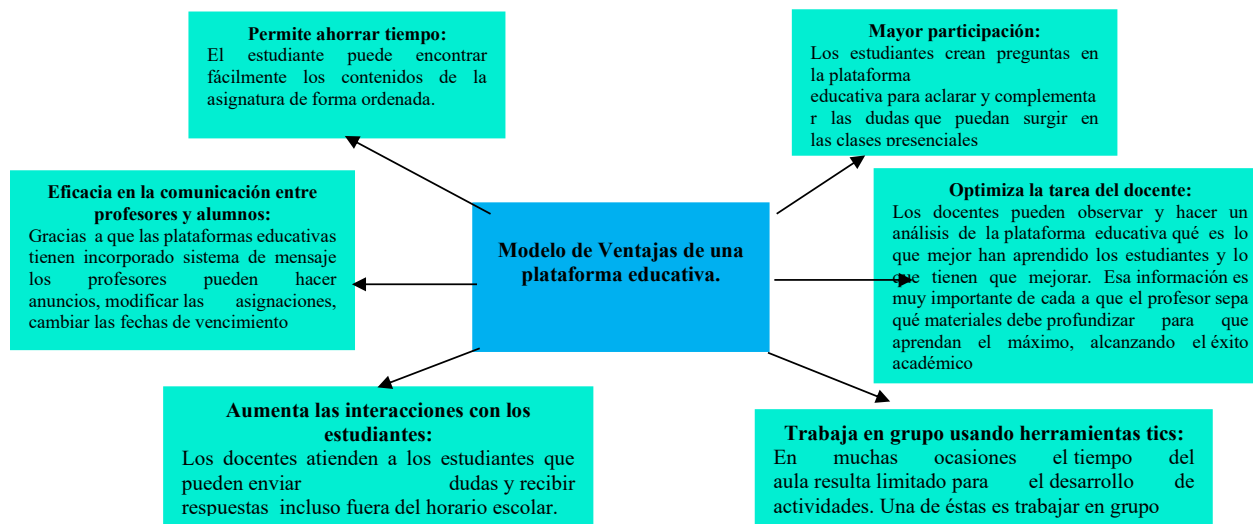 Permite ahorrar tiempo:
El estudiante puede encontrar
fácilmente los contenidos de la
asignatura de forma ordenada.
Mayor participación:
Los estudiantes crean preguntas en
la plataforma
educativa para aclarar y complementa
r las dudas que puedan surgir en
las clases presenciales
Eficacia en la comunicación entre
profesores y alumnos:
Gracias a que las plataformas educativas
tienen incorporado sistema de mensaje
los profesores pueden hacer
anuncios, modificar las asignaciones,
cambiar las fechas de vencimiento
Modelo de Ventajas de una
plataforma educativa.
Optimiza la tarea del docente:
Los docentes pueden observar y hacer un
análisis de la plataforma educativa qué es lo
que mejor han aprendido los estudiantes y lo
que tienen que mejorar. Esa información es
muy importante de cada a que el profesor sepa
qué materiales debe profundizar para que
aprendan el máximo, alcanzando el éxito
académico
Aumenta las interacciones con los
estudiantes:
Los docentes atienden a los estudiantes que
pueden enviar dudas y recibir
respuestas incluso fuera del horario escolar.
Trabaja en grupo usando herramientas tics:
En muchas ocasiones el tiempo del
aula resulta limitado para el desarrollo de
actividades. Una de éstas es trabajar en grupo